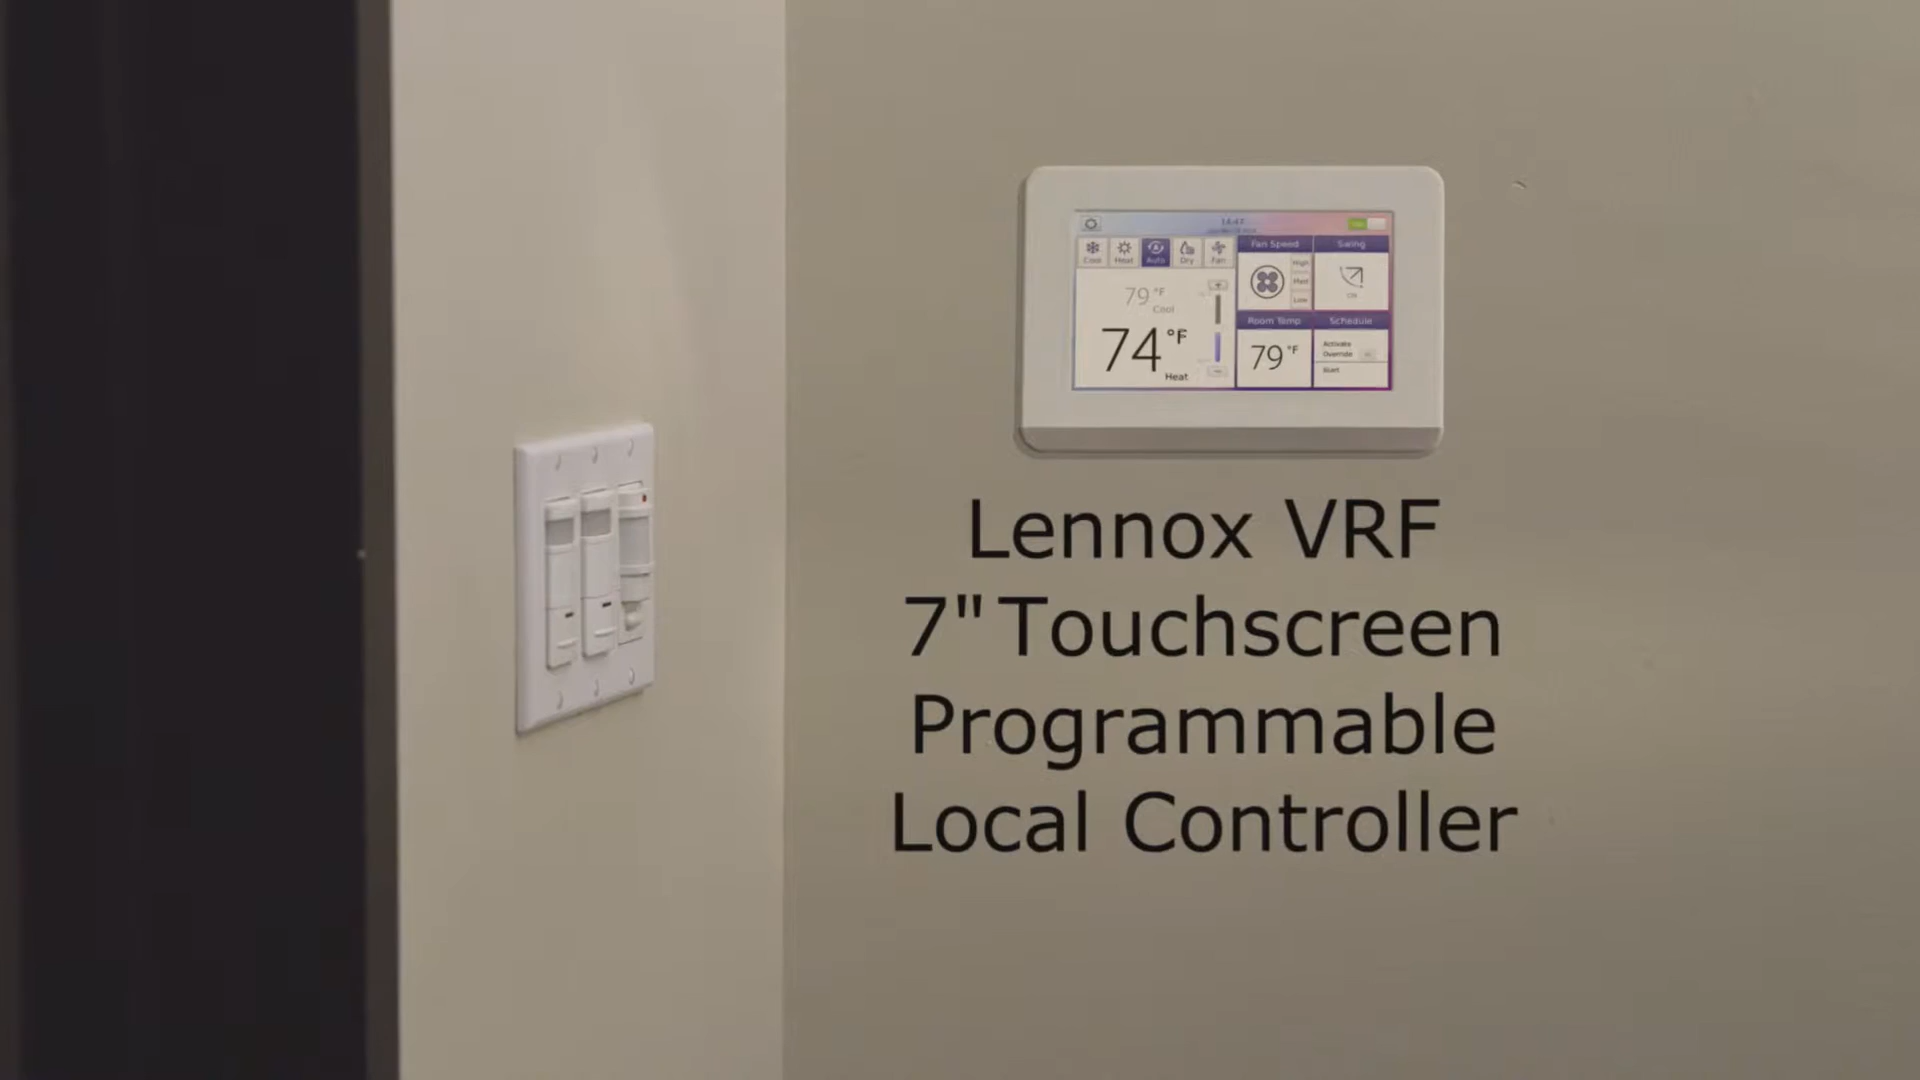 14:47
Cool Heat Auto Dry Fan
79 °F
Cool
74 °F
Heat
Fan Speed
High
Med
Low
Swing
Room Temp
79 °F
Schedule
Activate
Override
Start
Lennox VRF
7" Touchscreen
Programmable
Local Controller